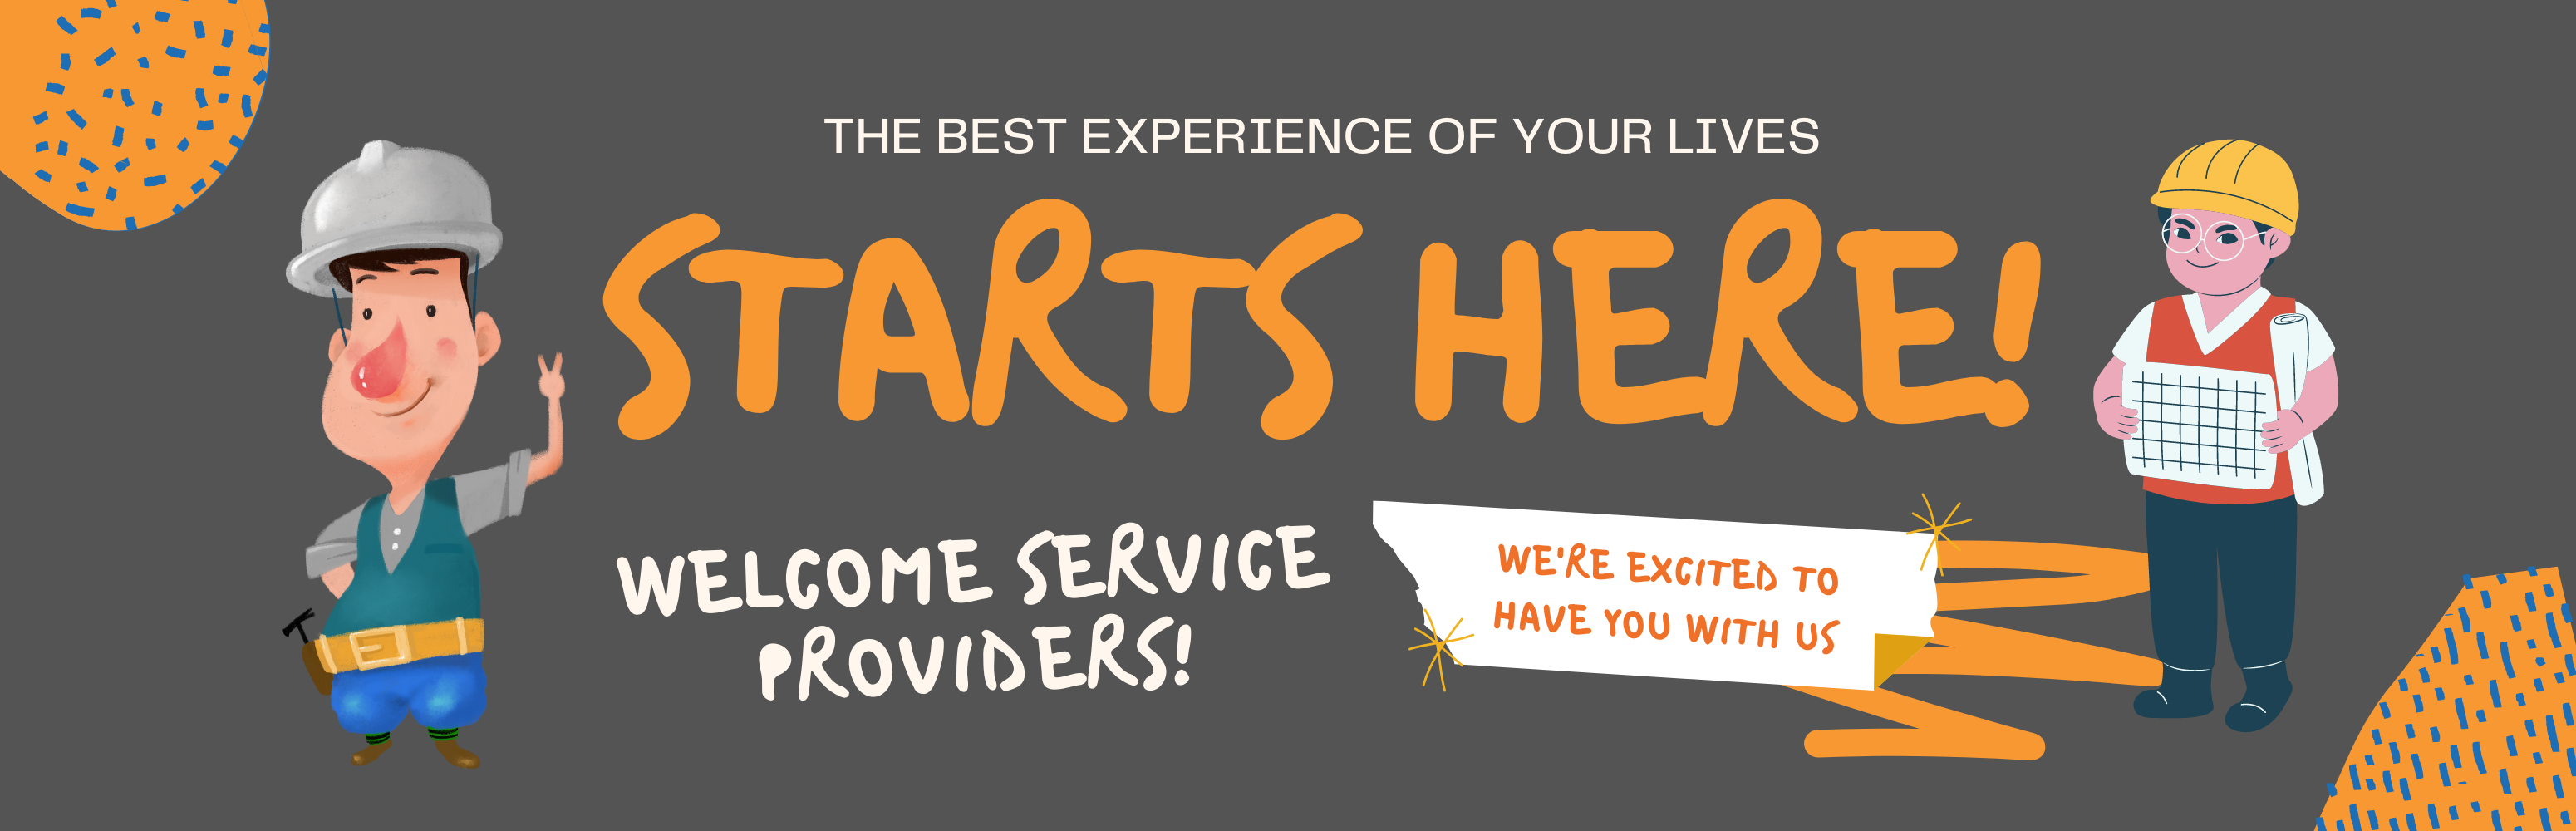 THE BEST EXPERIENCE OF YOUR LIVES
STARTS HERE!
WELCOME SERVICE
PROVIDERS!
WE'RE EXCITED TO
HAVE YOU WITH US